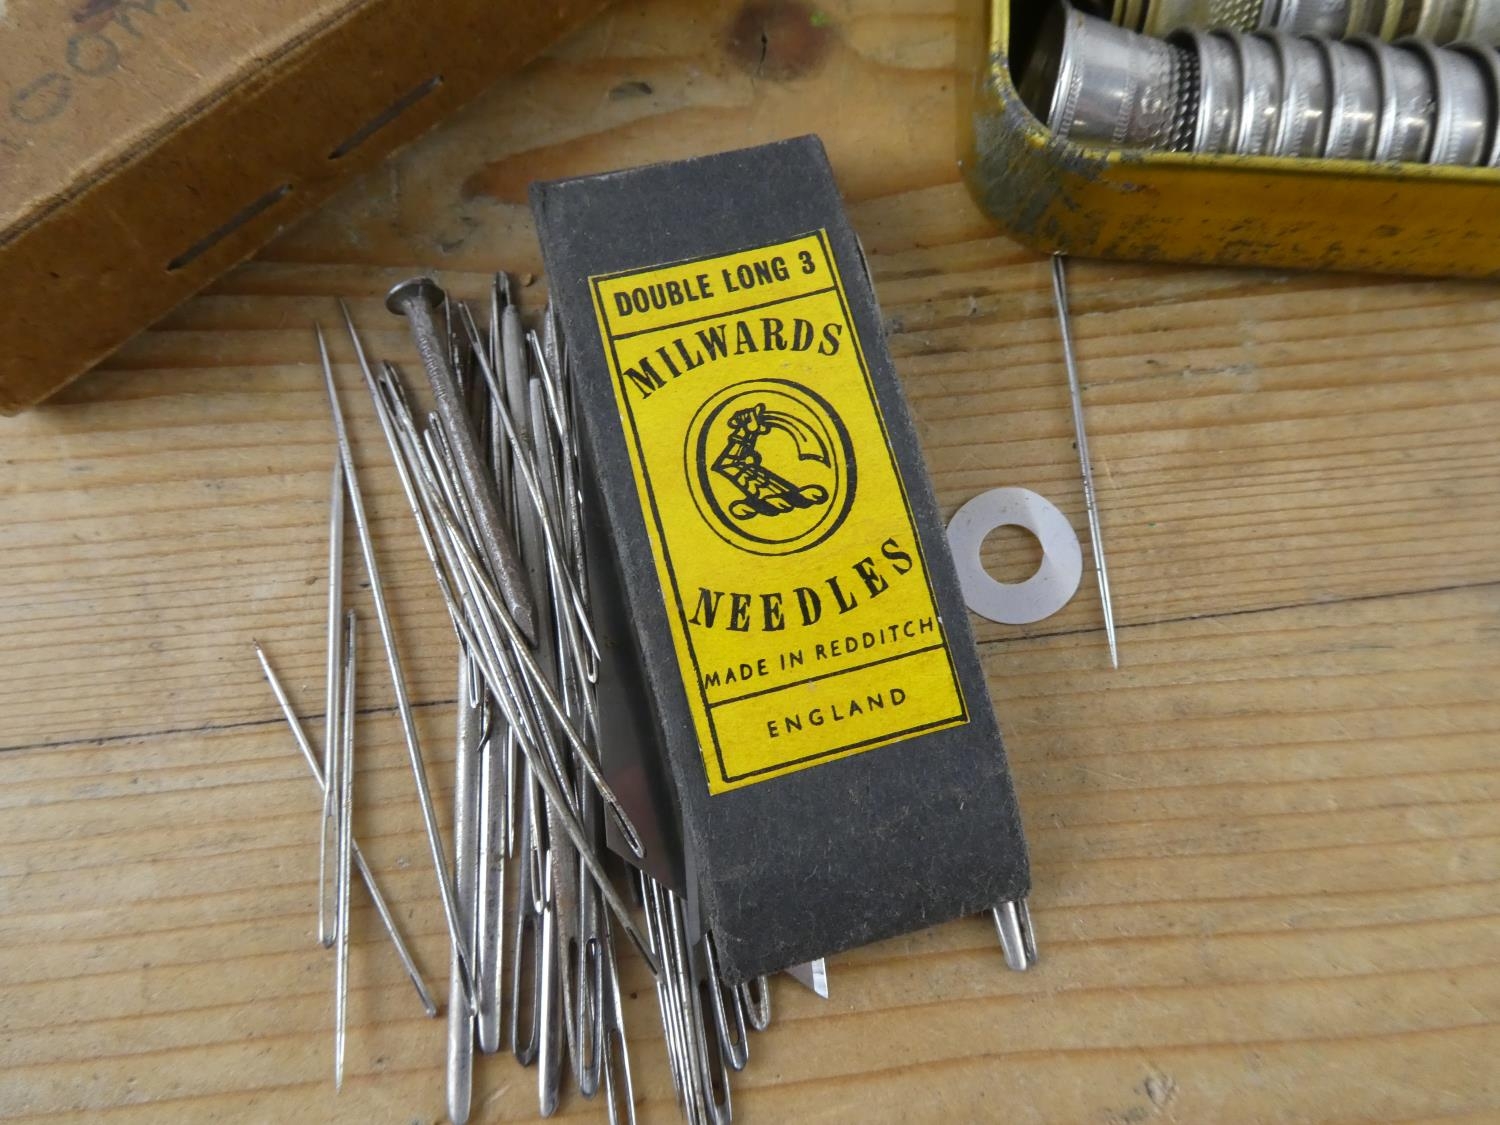 DOUBLE LONG 3
MILWARDS
NEEDLES
MADE IN REDDITCH
ENGLAND